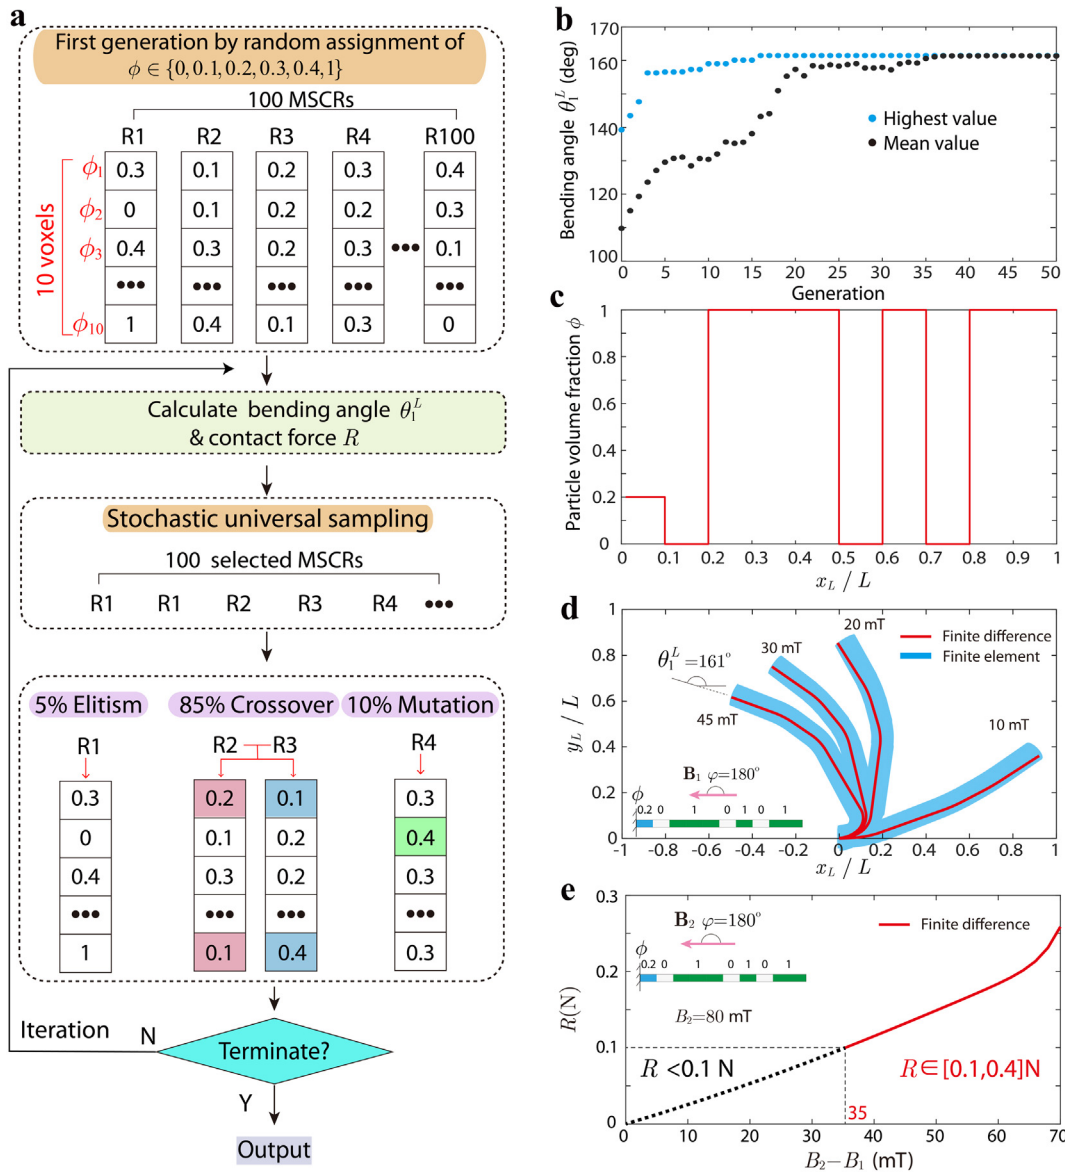 a
First generation by random assignment of
ϕ ∈ {0, 0.1, 0.2, 0.3, 0.4, 1}
100 MSCRs
R1 R2 R3 R4 R100
ϕ1 0.3 0.1 0.2 0.3 0.4
ϕ2 0 0.1 0.2 0.2 0.3
ϕ3 0.4 0.3 0.2 0.3 ••• 0.1
••• ••• ••• ••• •••
ϕ10 1 0.4 0.1 0.3 0
10 voxels
Calculate bending angle θ₁ᴸ
& contact force R
Stochastic universal sampling
100 selected MSCRs
R1 R1 R2 R3 R4 •••
5% Elitism 85% Crossover 10% Mutation
R1 R2 R3 R4
0.3 0.2 0.1 0.3
0 0.1 0.2 0.4
0.4 0.3 0.2 0.3
••• ••• ••• •••
1 0.1 0.4 0.3
Iteration N
Terminate?
Y
Output
b
Bending angle θ₁ᴸ (deg)
170
160
140
120
100
Highest value
Mean value
0 5 10 15 20 25 30 35 40 45 50
Generation
c
Particle volume fraction ϕ
1
0.8
0.6
0.4
0.2
0
0 0.1 0.2 0.3 0.4 0.5 0.6 0.7 0.8 0.9 1
xL / L
d
yL / L
1
0.8
0.6
0.4
0.2
0
20 mT
30 mT
45 mT
10 mT
Finite difference
Finite element
θ₁ᴸ =161°
B1 φ=180°
ϕ
0.2 0 1 0 1 0 1
-1 -0.8 -0.6 -0.4 -0.2 0 0.2 0.4 0.6 0.8 1
xL / L
e
R(N)
0.3
0.2
0.1
0
Finite difference
B2 φ=180°
ϕ
0.2 0 1 0 1 0 1
B2=80 mT
R <0.1 N
R∈[0.1,0.4]N
35
0 10 20 30 40 50 60 70
B2−B1 (mT)